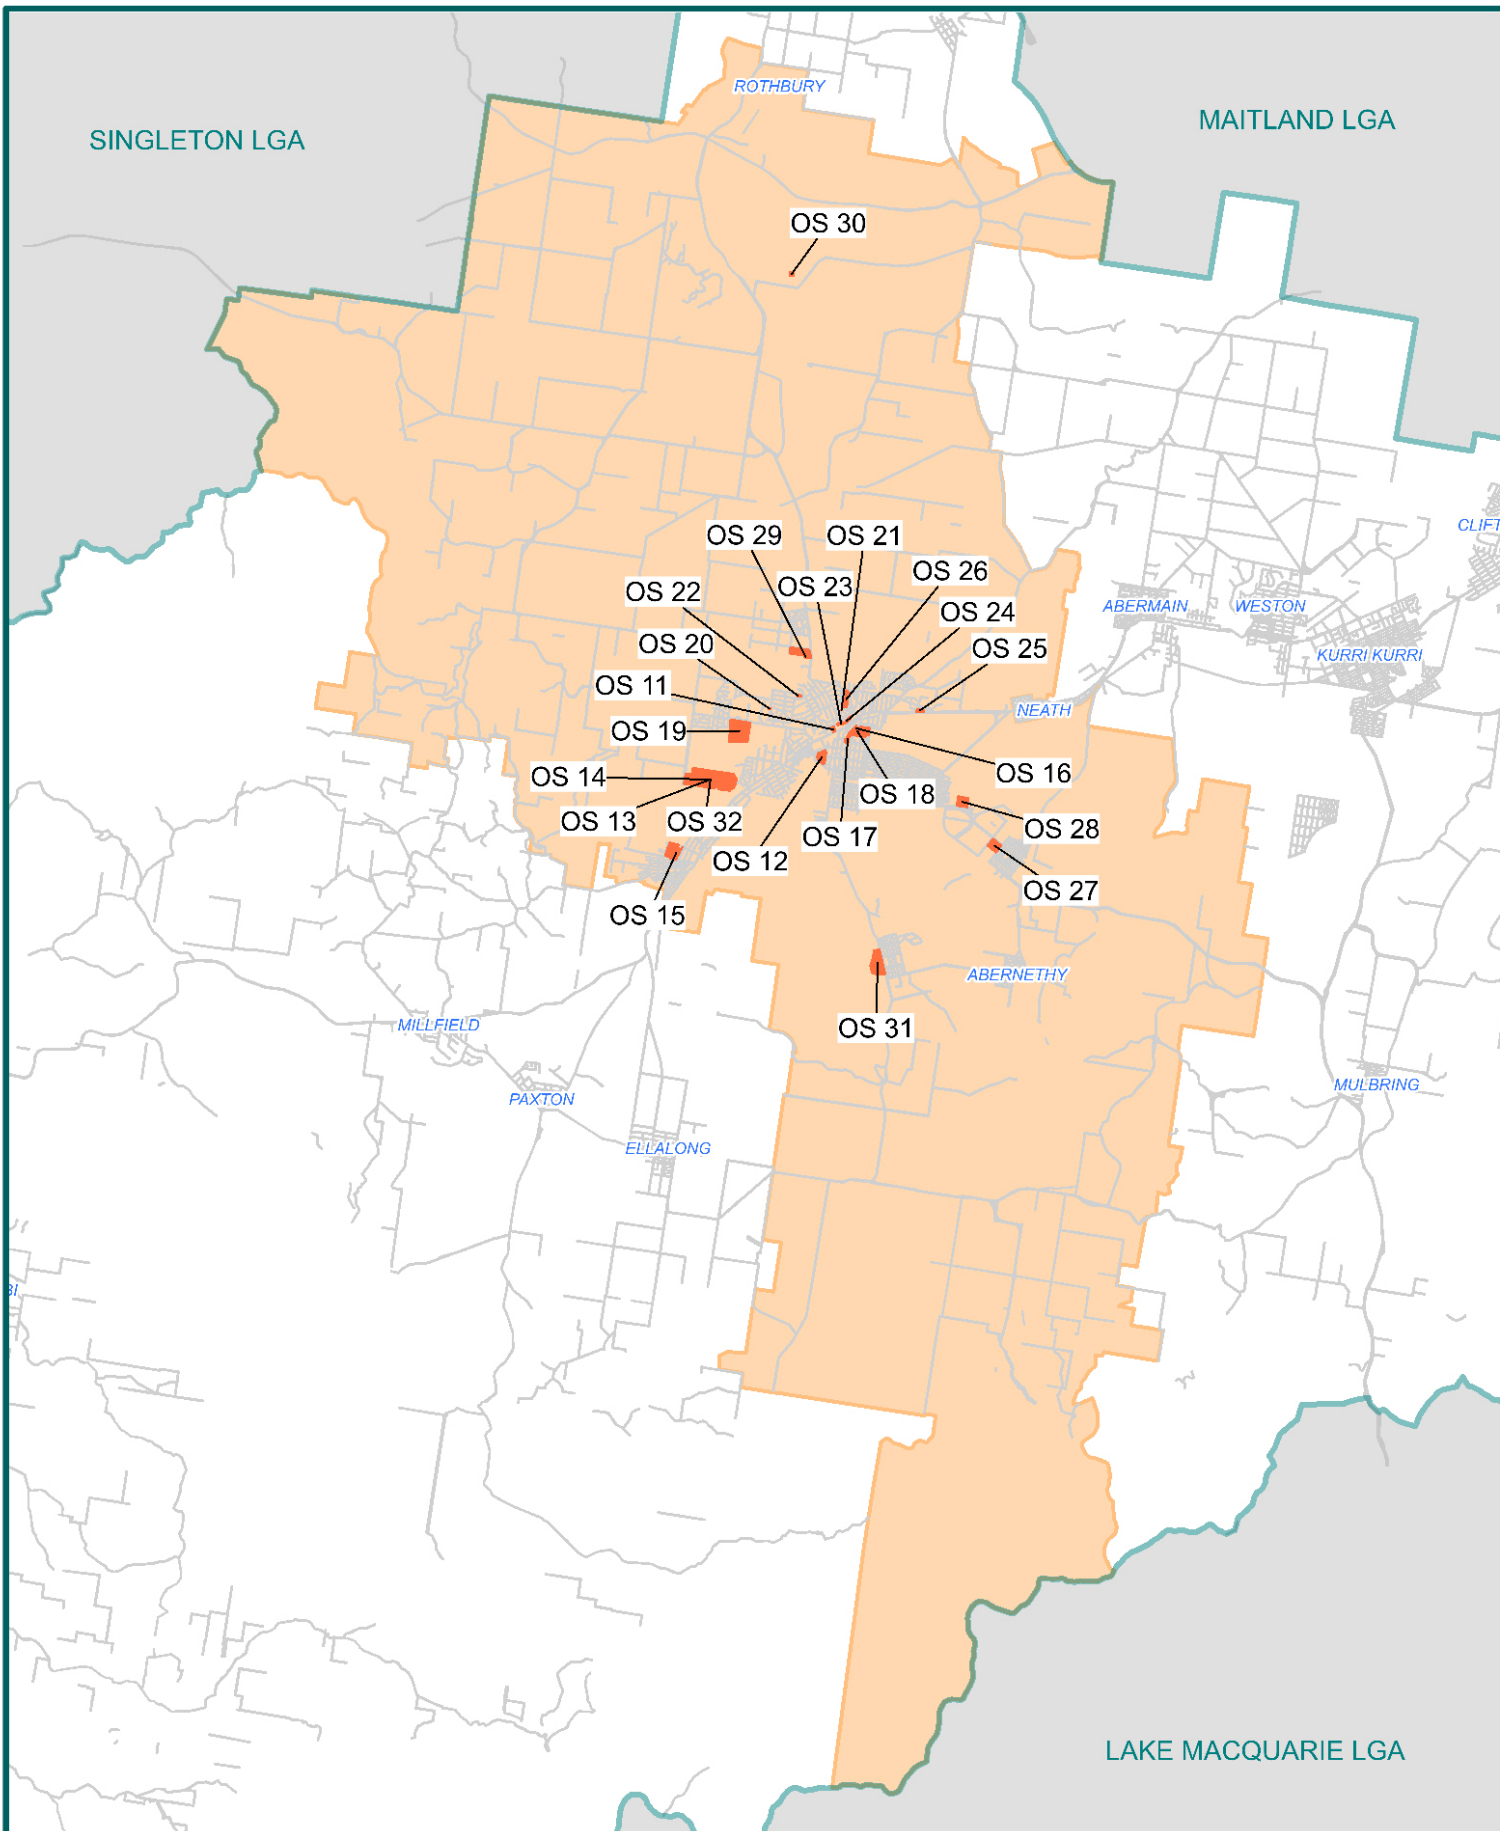 ROTHBURY
SINGLETON LGA
MAITLAND LGA
OS 30
CLIFT
OS 29
OS 21
OS 26
OS 23
OS 22
OS 24
OS 20
OS 25
OS 11
OS 19
OS 14
OS 13
OS 32
OS 12
OS 17
OS 18
OS 16
OS 28
OS 27
OS 15
OS 31
ABERMAIN
WESTON
KURRI KURRI
NEATH
ABERNETHY
MILLFIELD
PAXTON
ELLALONG
MULBRING
BI
LAKE MACQUARIE LGA